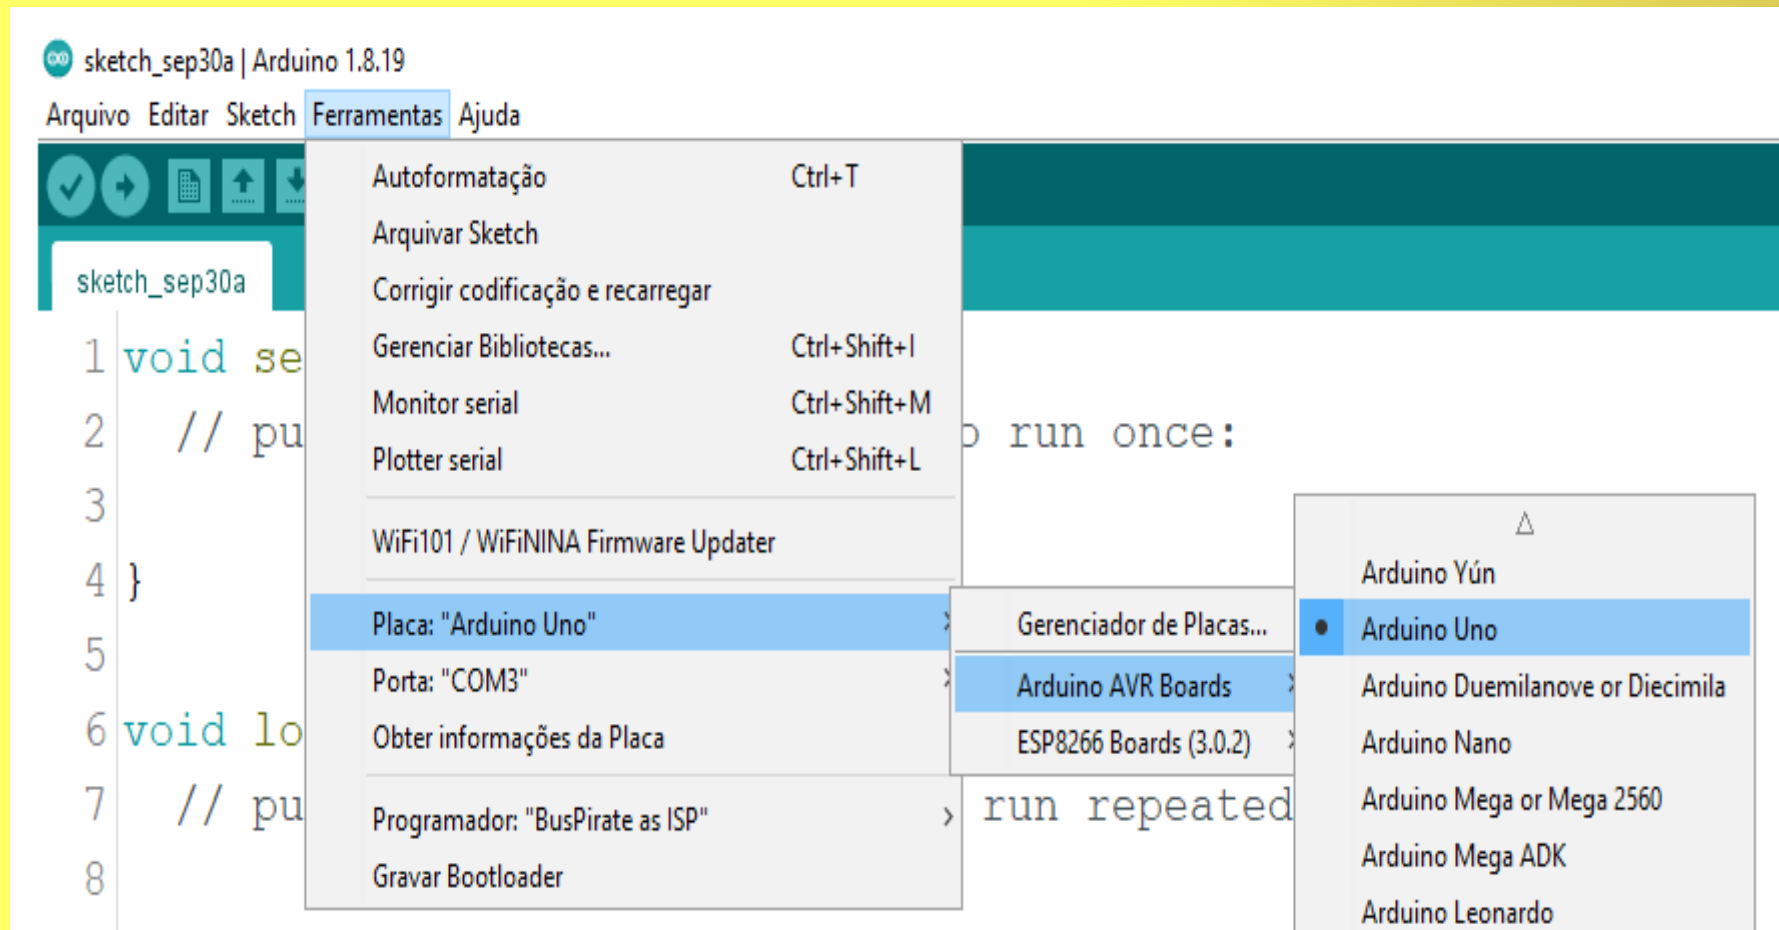 sketch_sep30a | Arduino 1.8.19
Arquivo Editar Sketch Ferramentas Ajuda
sketch_sep30a
Autoformatação Ctrl+T
Arquivar Sketch
Corrigir codificação e recarregar
Gerenciar Bibliotecas... Ctrl+Shift+I
Monitor serial Ctrl+Shift+M
Plotter serial Ctrl+Shift+L
WiFi101 / WiFiNINA Firmware Updater
Placa: "Arduino Uno"
Porta: "COM3"
Obter informações da Placa
Programador: "BusPirate as ISP"
Gravar Bootloader
Gerenciador de Placas...
Arduino AVR Boards
ESP8266 Boards (3.0.2)
Arduino Yún
Arduino Uno
Arduino Duemilanove or Diecimila
Arduino Nano
Arduino Mega or Mega 2560
Arduino Mega ADK
Arduino Leonardo
1 void se
2 // pu o run once:
3
4 }
5
6 void lo
7 // pu run repeated
8